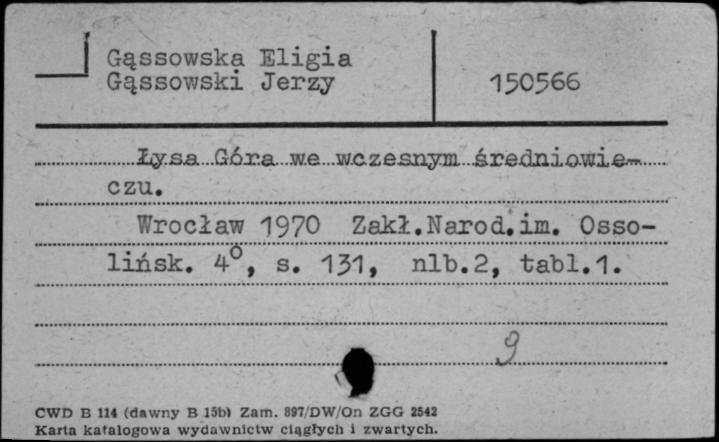 Gąssowska Eligia
Gąssowski Jerzy 150566
Łysa Góra we wczesnym średniowie-
czu.
Wrocław 1970 Zakł.Narod.im. Osso-
lińsk. 4°, s. 131, nlb.2, tabl.1.
9
CWD B 114 (dawny B 15b) Zam. 897/DW/On ZGG 2542
Karta katalogowa wydawnictw ciągłych i zwartych.